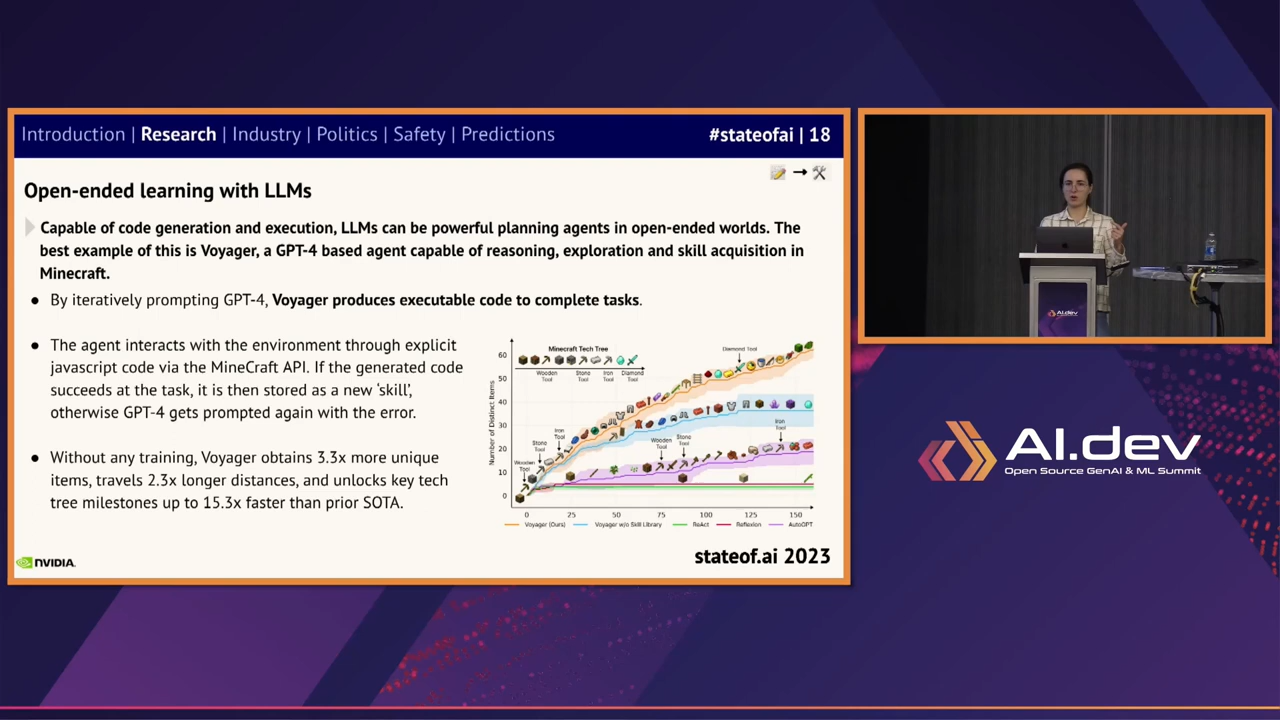 Introduction | Research | Industry | Politics | Safety | Predictions
#stateofai | 18
Open-ended learning with LLMs
Capable of code generation and execution, LLMs can be powerful planning agents in open-ended worlds. The
best example of this is Voyager, a GPT-4 based agent capable of reasoning, exploration and skill acquisition in
Minecraft.
● By iteratively prompting GPT-4, Voyager produces executable code to complete tasks.
● The agent interacts with the environment through explicit
javascript code via the MineCraft API. If the generated code
succeeds at the task, it is then stored as a new ‘skill’,
otherwise GPT-4 gets prompted again with the error.
● Without any training, Voyager obtains 3.3x more unique
items, travels 2.3x longer distances, and unlocks key tech
tree milestones up to 15.3x faster than prior SOTA.
Minecraft Tech Tree
Wooden Tool
Stone Tool
Iron Tool
Diamond Tool
Diamond Tool
Number of Distinct Items
60
50
40
30
20
10
0
Wooden Tool
Stone Tool
Iron Tool
Wooden Tool
Stone Tool
Iron Tool
0 25 50 75 100 125 150
Voyager (Ours) Voyager w/o Skill Library ReAct Reflexion AutoGPT
NVIDIA.
stateof.ai 2023
AI.dev
AI.dev
Open Source GenAI & ML Summit